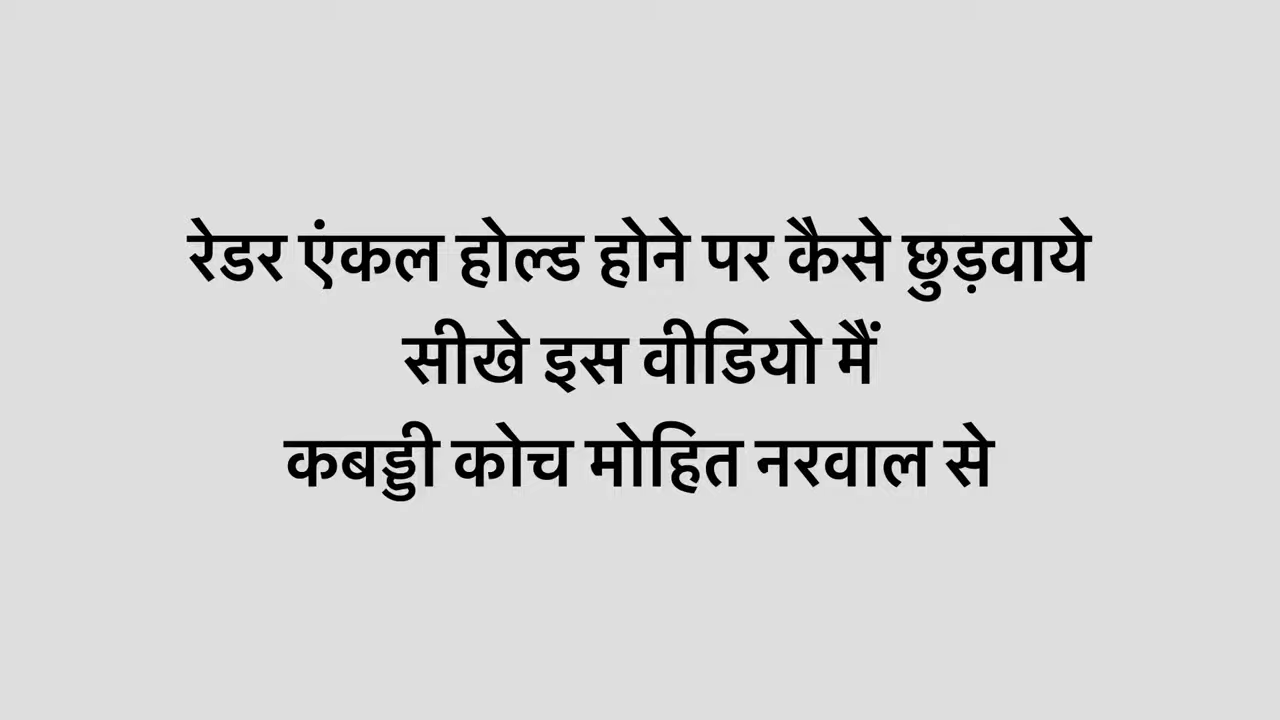 रेडर एंकल होल्ड होने पर कैसे छुड़वाये
सीखे इस वीडियो मैं
कबड्डी कोच मोहित नरवाल से